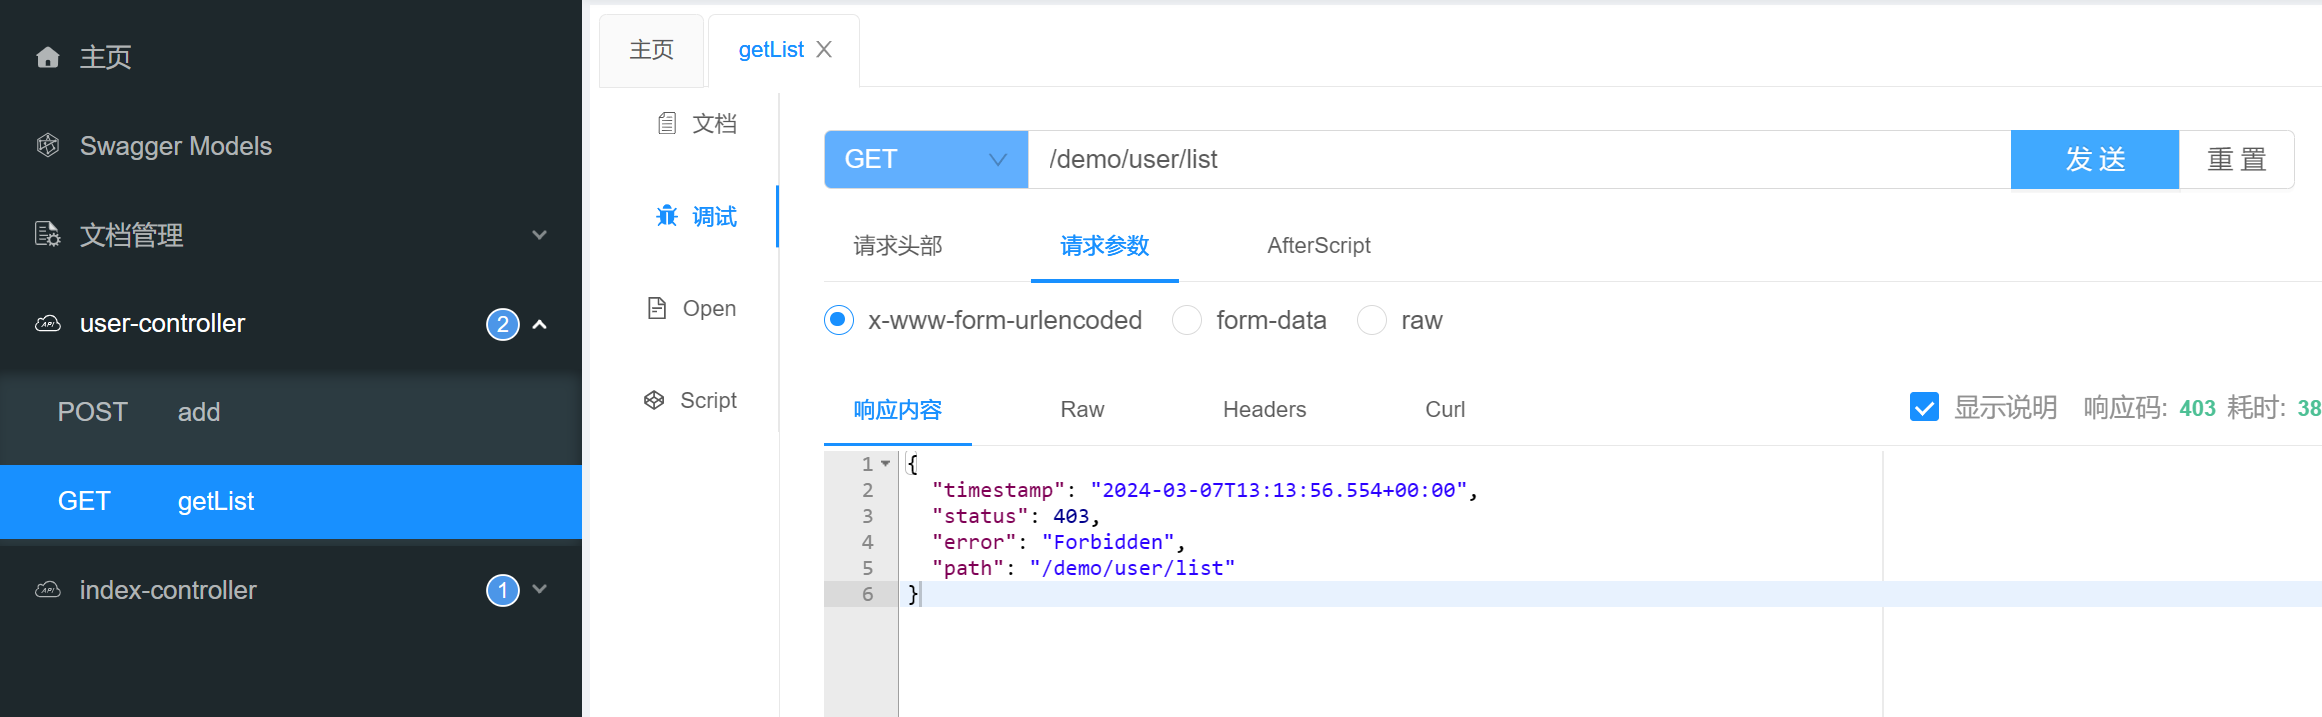 主页
Swagger Models
文档管理
user-controller 2
POST add
GET getList
index-controller 1
主页 getList
文档
调试
Open
Script
GET /demo/user/list 发 送 重 置
请求头部 请求参数 AfterScript
x-www-form-urlencoded form-data raw
响应内容 Raw Headers Curl 显示说明 响应码: 403 耗时: 38
1 {
2 "timestamp": "2024-03-07T13:13:56.554+00:00",
3 "status": 403,
4 "error": "Forbidden",
5 "path": "/demo/user/list"
6 }